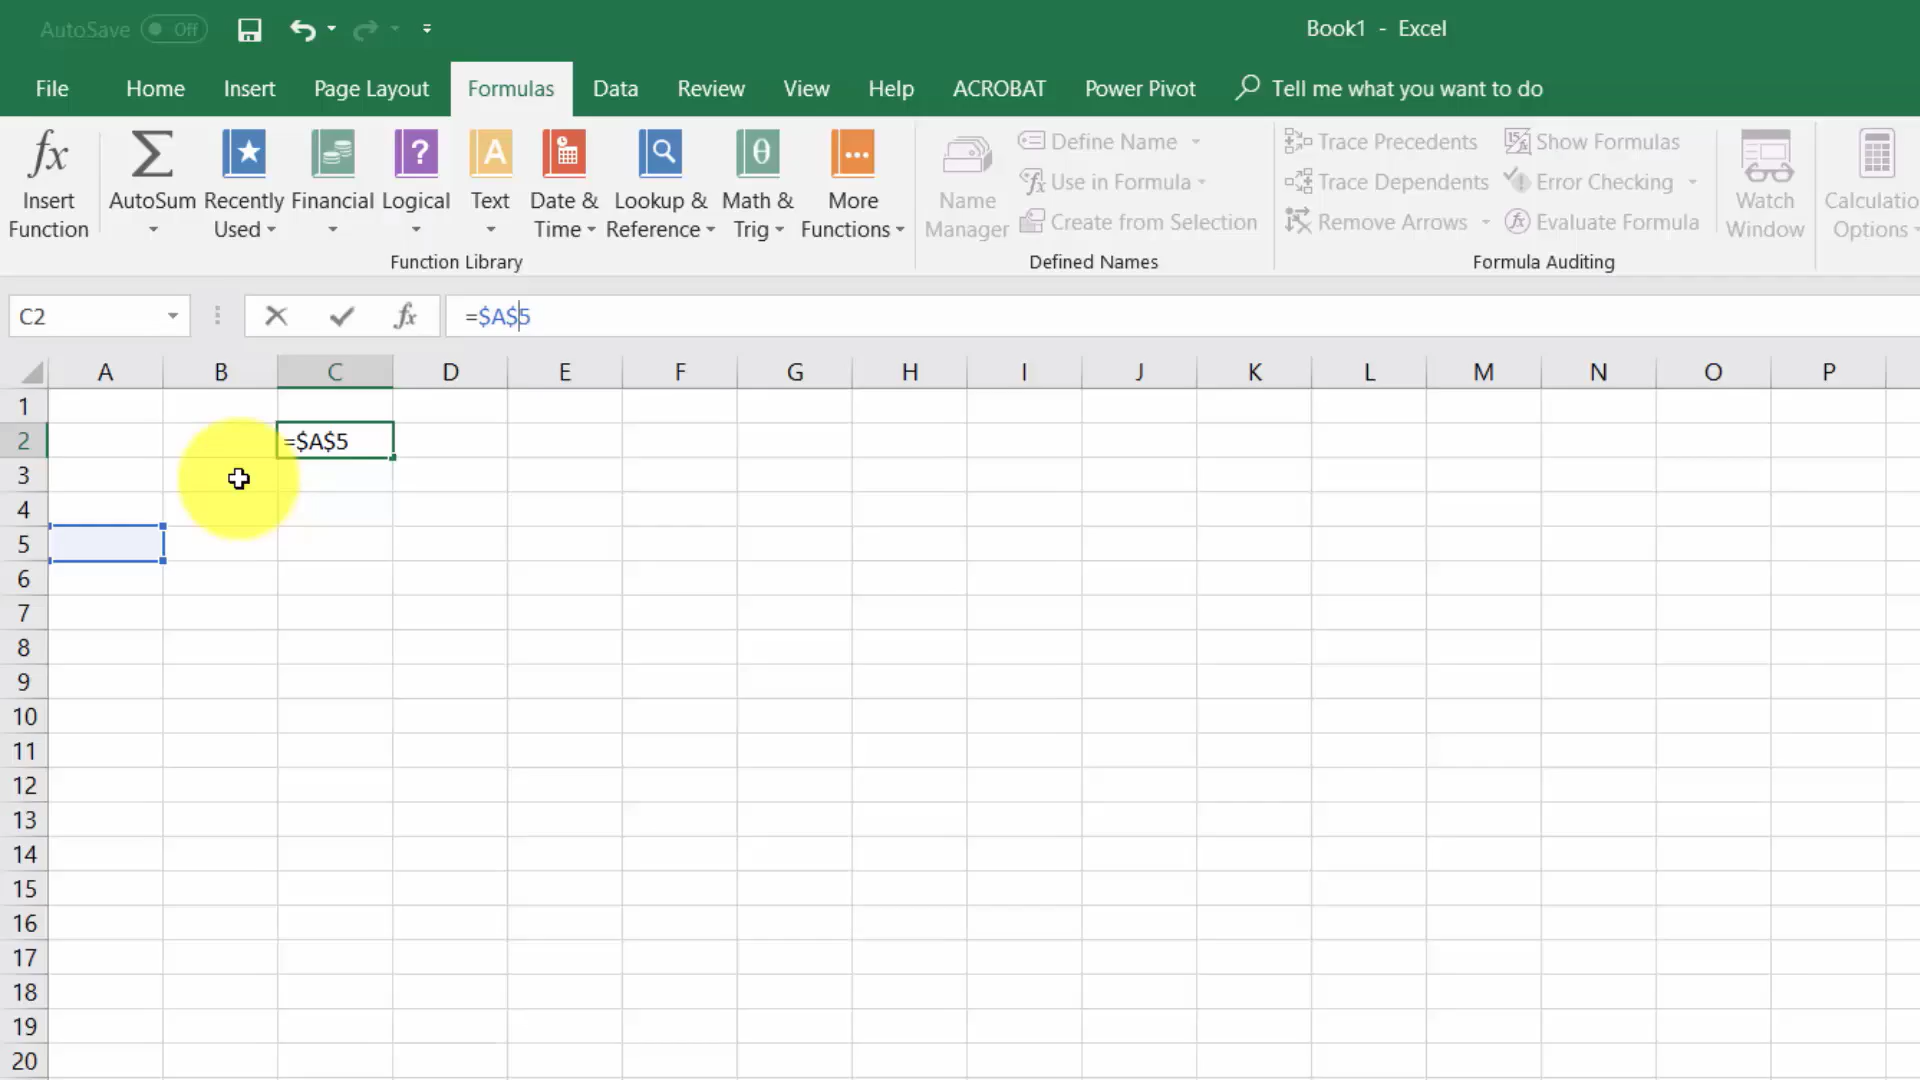 AutoSave Off Book1 - Excel
File Home Insert Page Layout Formulas Data Review View Help ACROBAT Power Pivot Tell me what you want to do
fx Σ ★ ? A θ ...
Insert Function
AutoSum
Recently Used
Financial
Logical
Text
Date & Time
Lookup & Reference
Math & Trig
More Functions
Function Library
Name Manager
Define Name
Use in Formula
Create from Selection
Defined Names
Trace Precedents
Trace Dependents
Remove Arrows
Show Formulas
Error Checking
Evaluate Formula
Formula Auditing
Watch Window
Calculatio
Options
C2 fx =$A$5
A B C D E F G H I J K L M N O P
1
2 =$A$5
3
4
5
6
7
8
9
10
11
12
13
14
15
16
17
18
19
20